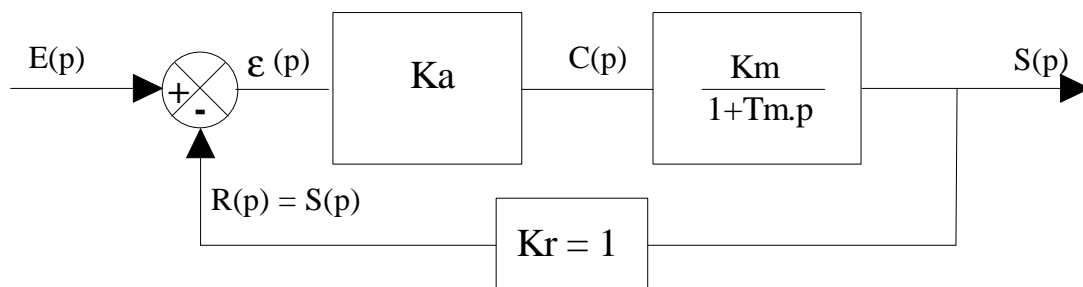 E(p)
+
-
ε (p)
Ka
C(p)
Km
1+Tm.p
S(p)
R(p) = S(p)
Kr = 1